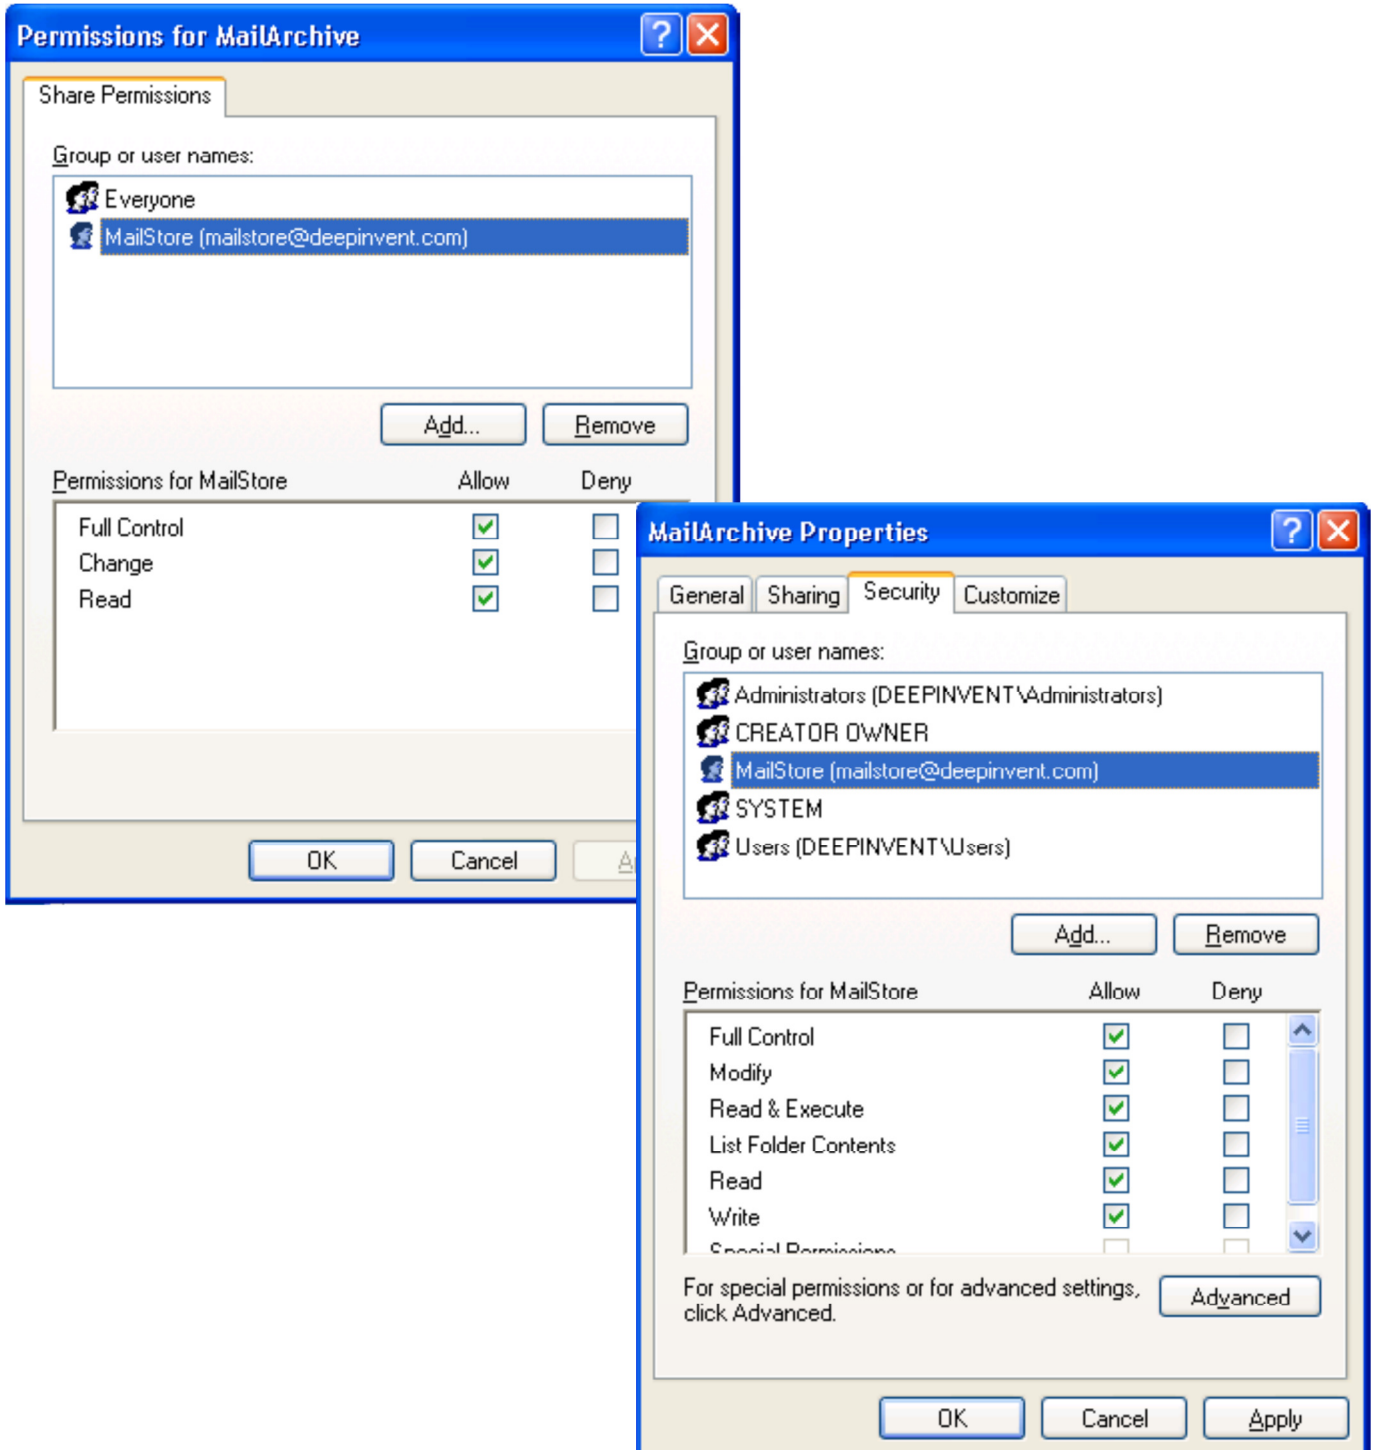 Permissions for MailArchive
Share Permissions
Group or user names:
Everyone
MailStore (mailstore@deepinvent.com)
Add...
Remove
Permissions for MailStore Allow Deny
Full Control
Change
Read
OK
Cancel
MailArchive Properties
General
Sharing
Security
Customize
Group or user names:
Administrators (DEEPINVENT\Administrators)
CREATOR OWNER
MailStore (mailstore@deepinvent.com)
SYSTEM
Users (DEEPINVENT\Users)
Add...
Remove
Permissions for MailStore Allow Deny
Full Control
Modify
Read & Execute
List Folder Contents
Read
Write
Special Permissions
For special permissions or for advanced settings,
click Advanced.
Advanced
OK
Cancel
Apply